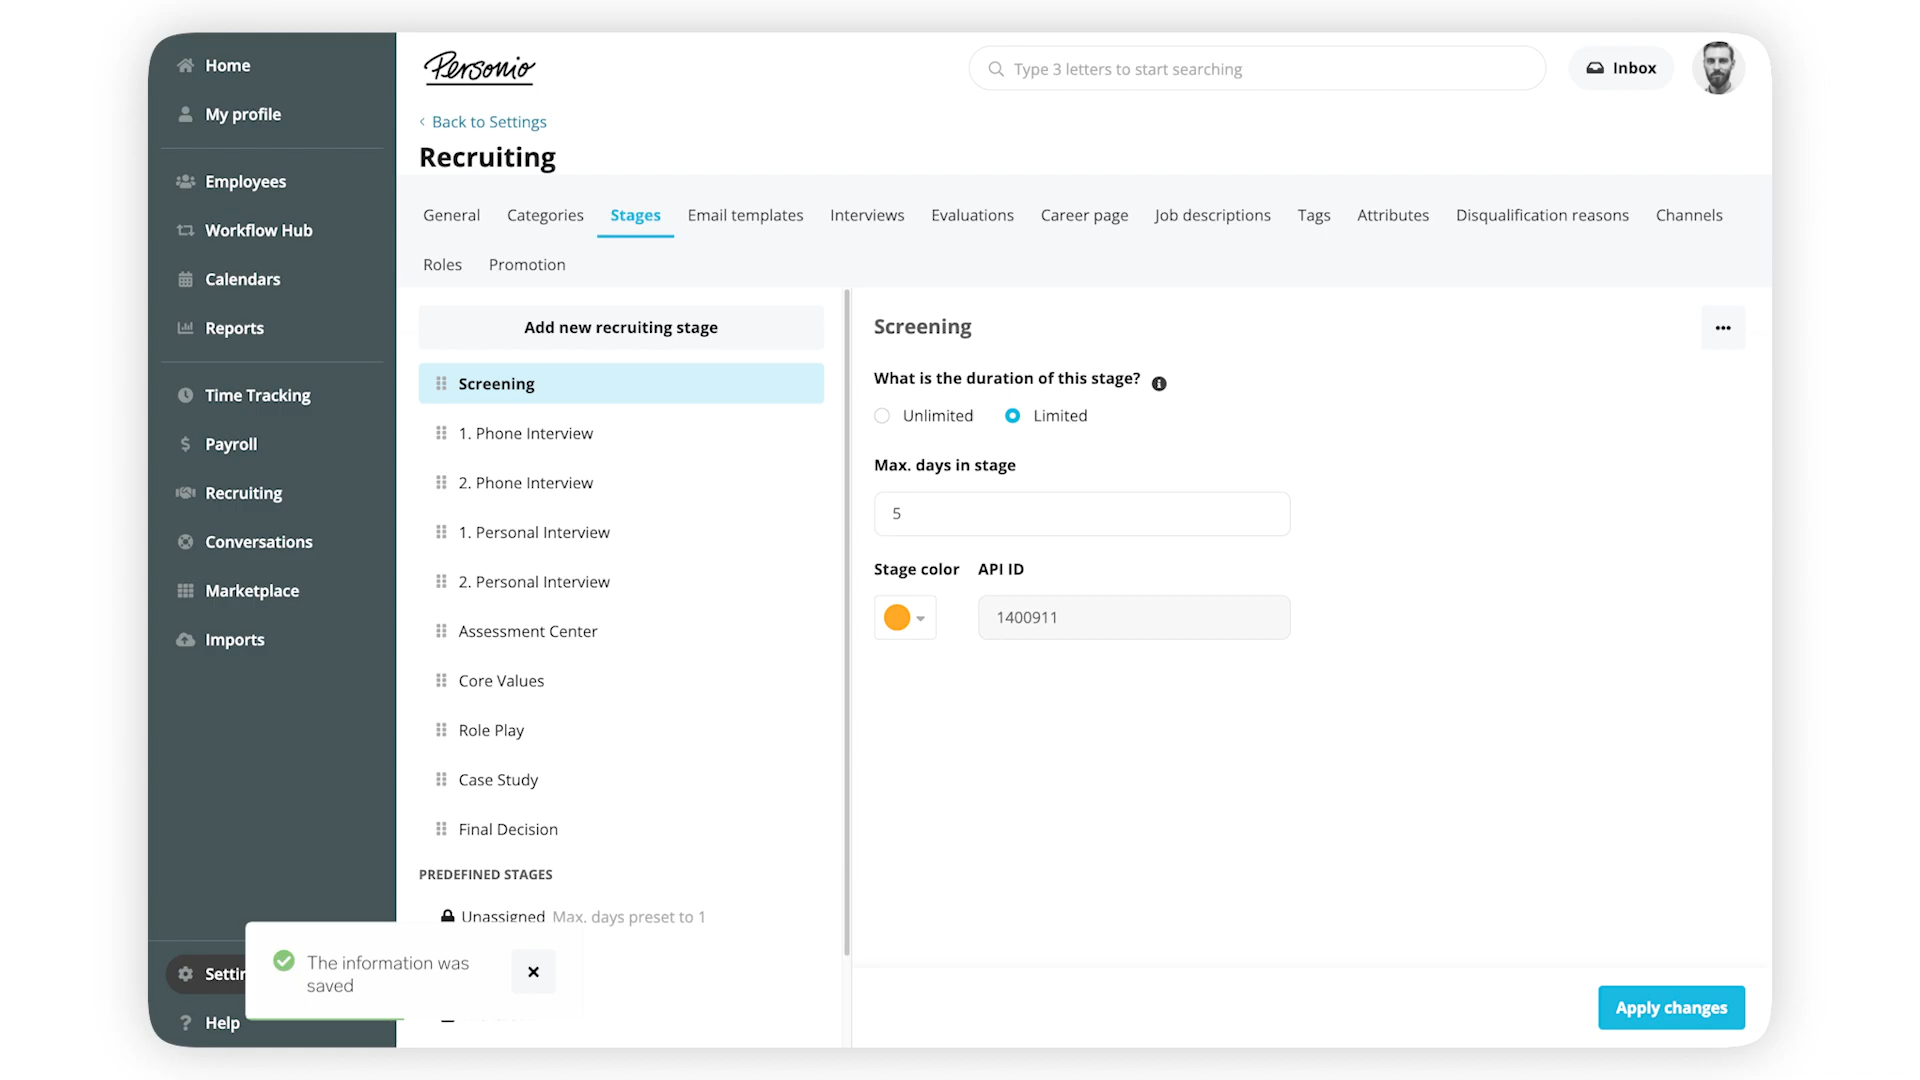 Home
My profile
Employees
Workflow Hub
Calendars
Reports
Time Tracking
Payroll
Recruiting
Conversations
Marketplace
Imports
Help
Personio
Type 3 letters to start searching
Inbox
Back to Settings
Recruiting
General Categories Stages Email templates Interviews Evaluations Career page Job descriptions Tags Attributes Disqualification reasons Channels
Roles Promotion
Add new recruiting stage
Screening
1. Phone Interview
2. Phone Interview
1. Personal Interview
2. Personal Interview
Assessment Center
Core Values
Role Play
Case Study
Final Decision
PREDEFINED STAGES
Unassigned Max. days preset to 1
The information was
saved
Screening
What is the duration of this stage?
Unlimited Limited
Max. days in stage
5
Stage color API ID
1400911
Apply changes